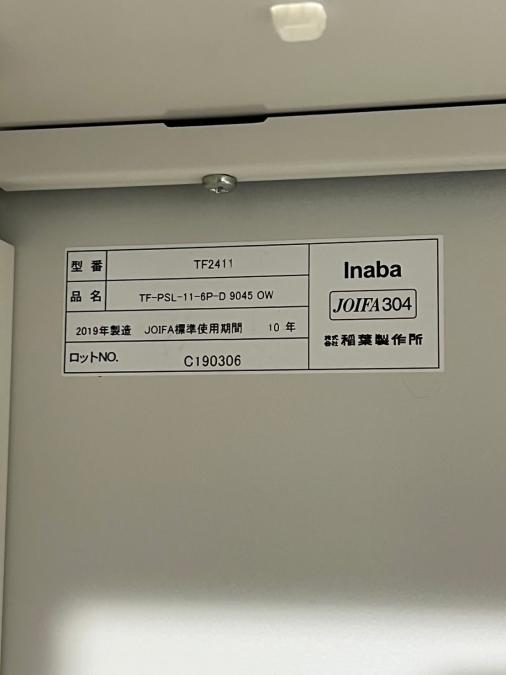 型番 TF2411
品名 TF-PSL-11-6P-D 9045 OW
2019年製造 JOIFA標準使用期間 10年
ロットNO. C190306
Inaba
JOIFA304
株式会社 稲葉製作所